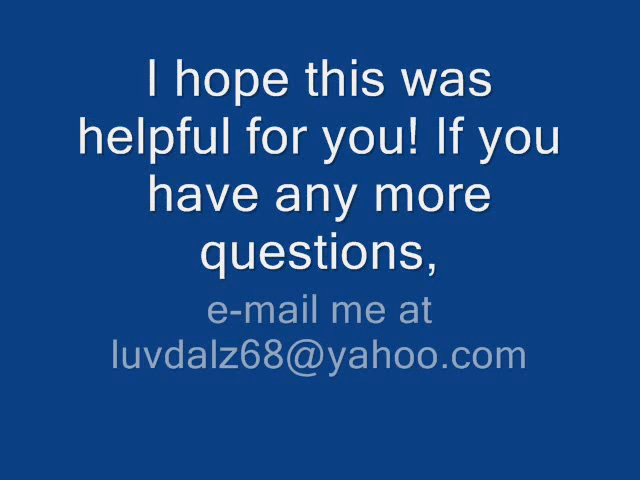 I hope this was
helpful for you! If you
have any more
questions,
e-mail me at
luvdalz68@yahoo.com